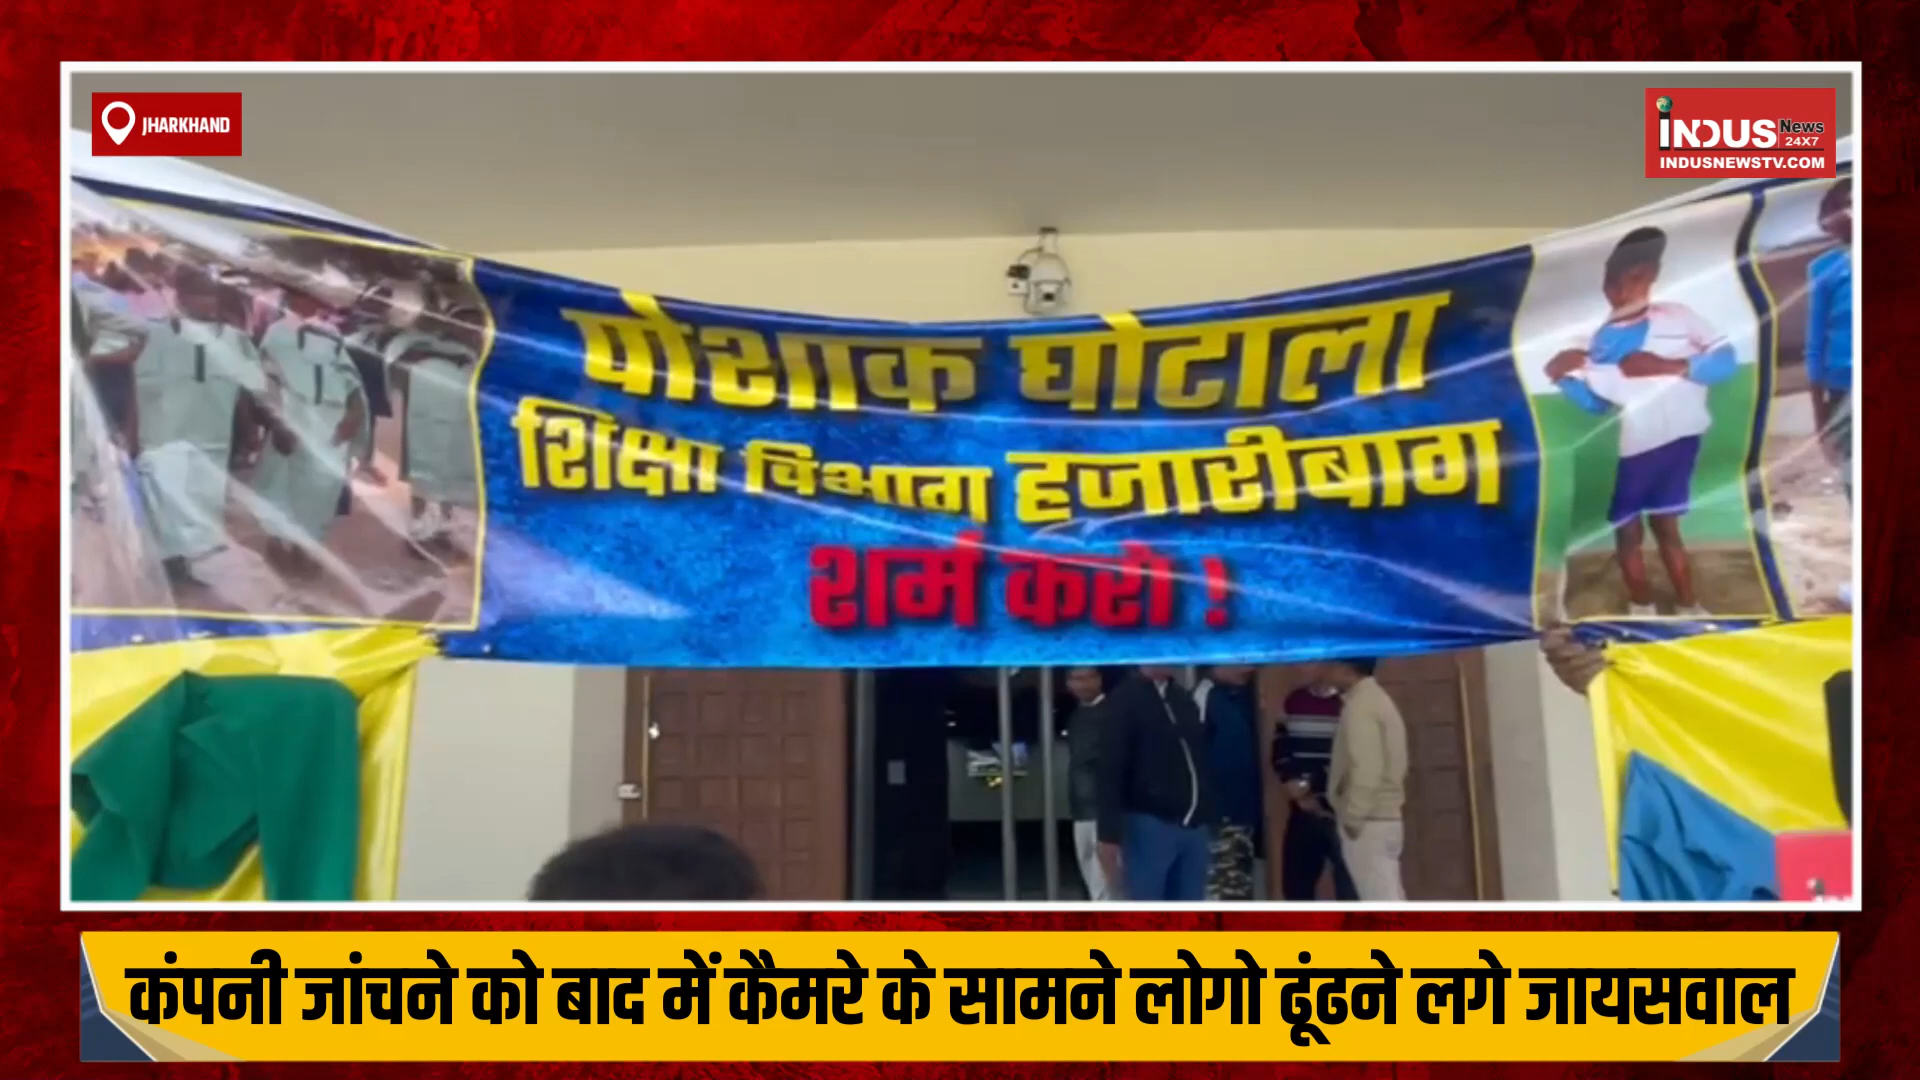 JHARKHAND
INDUS News
24X7
INDUSNEWSTV.COM
पोशाक घोटाला
शिक्षा विभाग हजारीबाग
शर्म करो !
कंपनी जांचने को बाद में कैमरे के सामने लोगो ढूंढने लगे जायसवाल